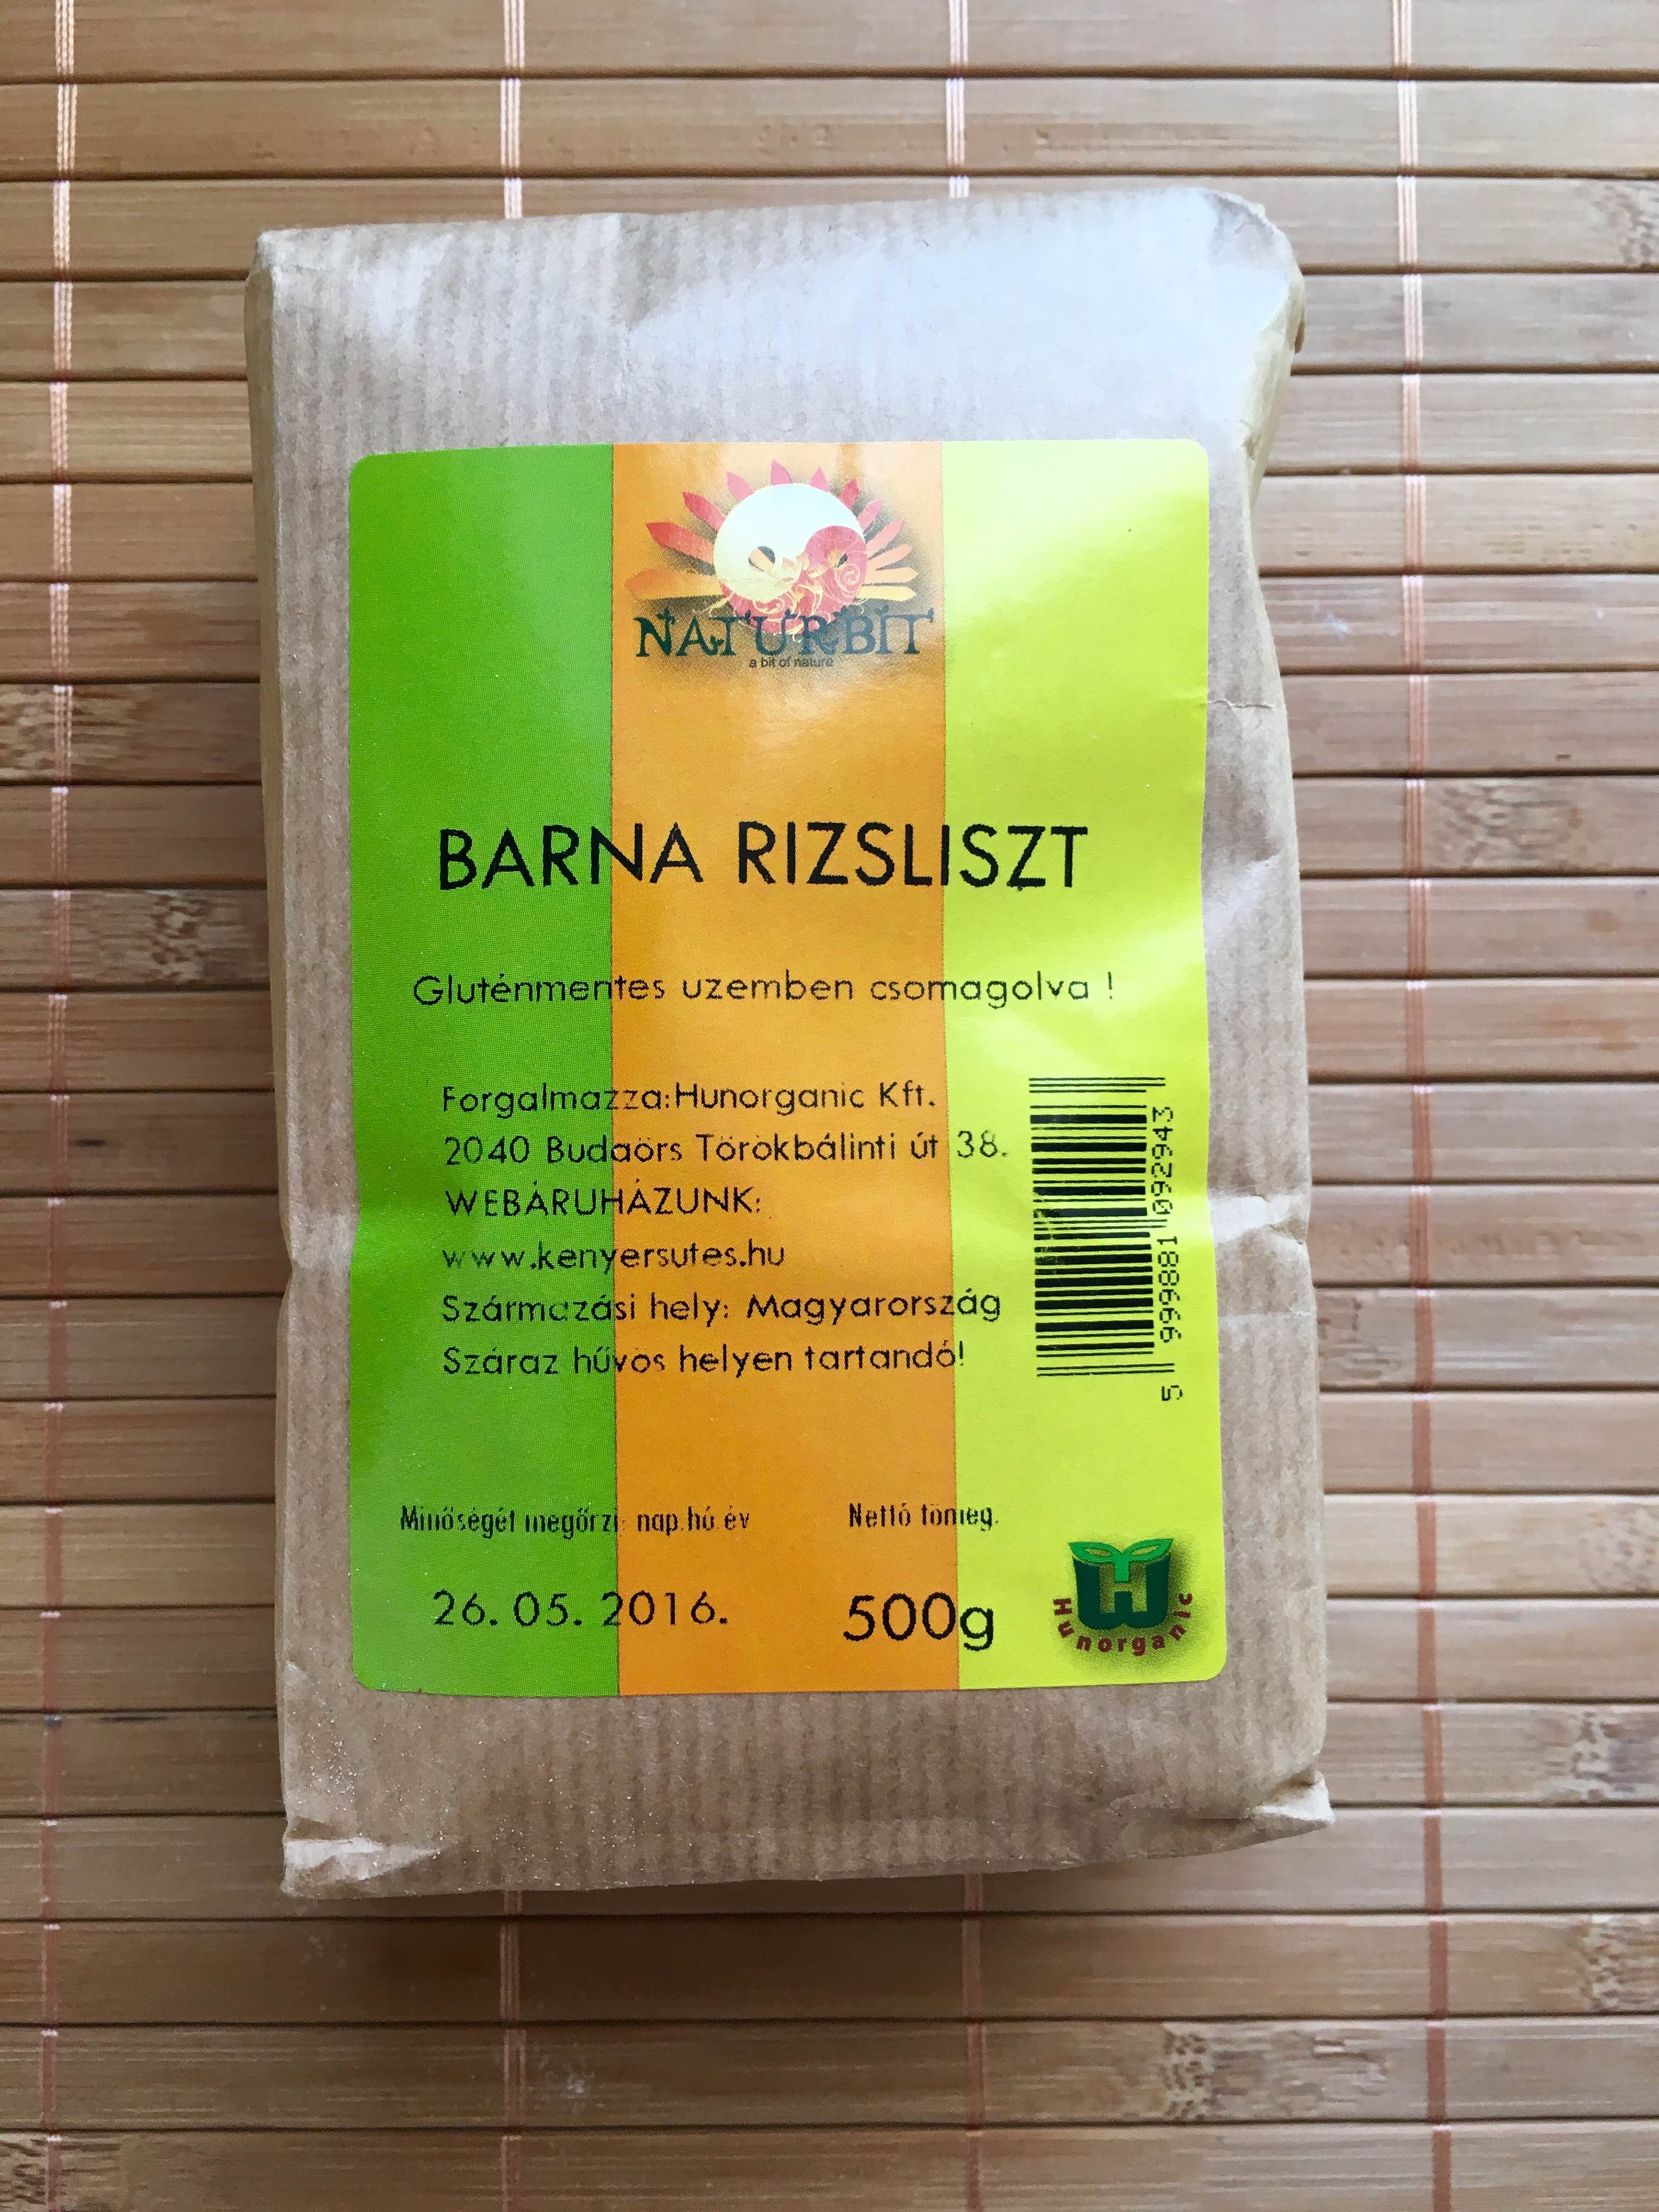 NATURBIT
a bit of nature
BARNA RIZSLISZT
Gluténmentes üzemben csomagolva !
Forgalmazza:Hunorganic Kft.
2040 Budaörs Törökbálinti út 38.
WEBÁRUHÁZUNK:
www.kenyersutes.hu
Származási hely: Magyarország
Száraz hűvös helyen tartandó!
5 999881 092943
Minőségét megőrzi: nap.hó.év
Nettó tömeg.
26. 05. 2016.
500g
Hunorganic